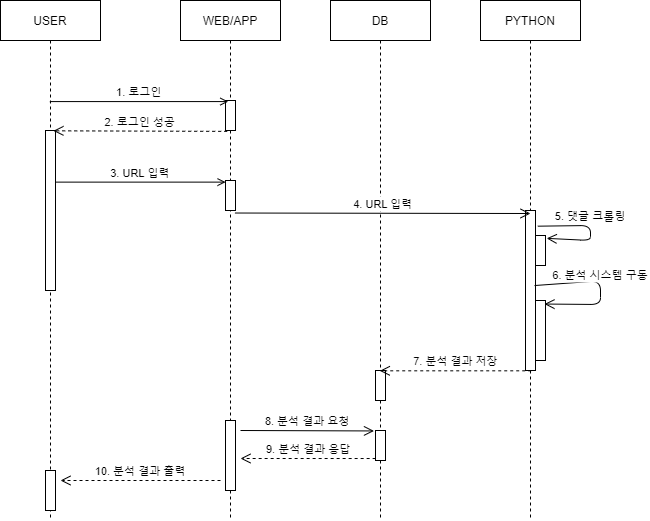 USER
WEB/APP
DB
PYTHON
1. 로그인
2. 로그인 성공
3. URL 입력
4. URL 입력
5. 댓글 크롤링
6. 분석 시스템 구동
7. 분석 결과 저장
8. 분석 결과 요청
9. 분석 결과 응답
10. 분석 결과 출력